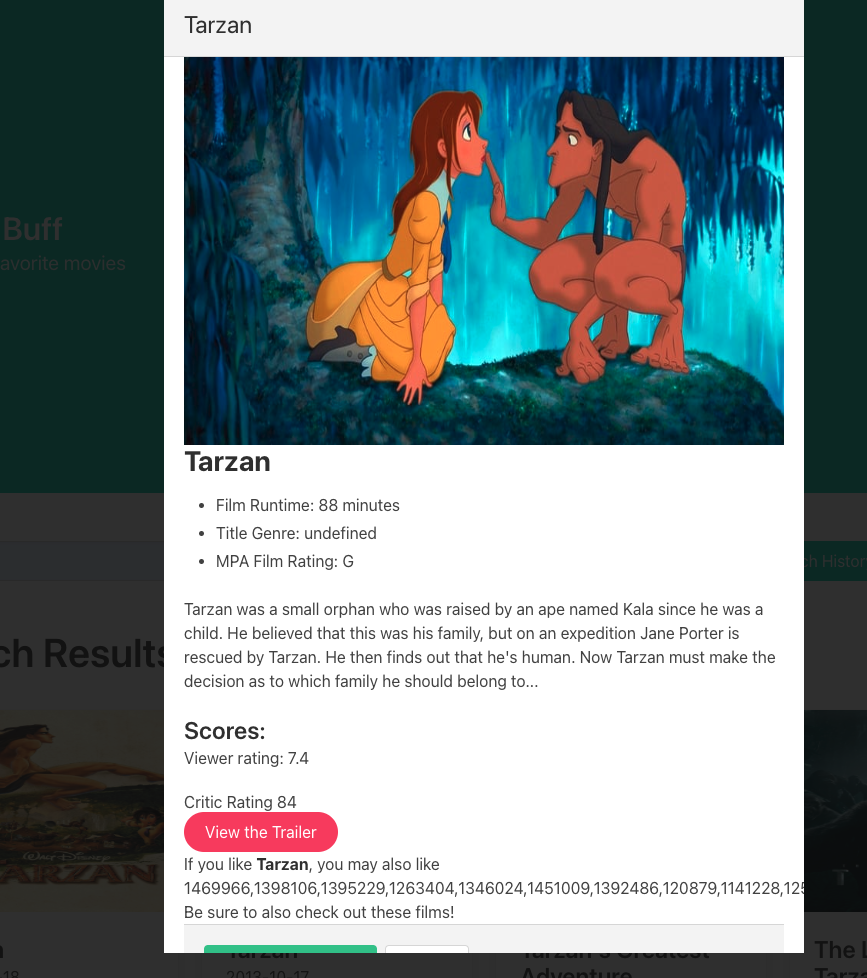 Tarzan
Buff
avorite movies
Tarzan
Film Runtime: 88 minutes
Title Genre: undefined
MPA Film Rating: G
ch Histor
Tarzan was a small orphan who was raised by an ape named Kala since he was a
child. He believed that this was his family, but on an expedition Jane Porter is
rescued by Tarzan. He then finds out that he's human. Now Tarzan must make the
decision as to which family he should belong to...
ch Results
Scores:
Viewer rating: 7.4
Critic Rating 84
View the Trailer
If you like Tarzan, you may also like
1469966,1398106,1395229,1263404,1346024,1451009,1392486,120879,1141228,125
Be sure to also check out these films!
WALT DISNEY
ARZAN
n
18
Tarzan
2013-10-17
Tarzan's Greatest
Adventure
The L
Tarza